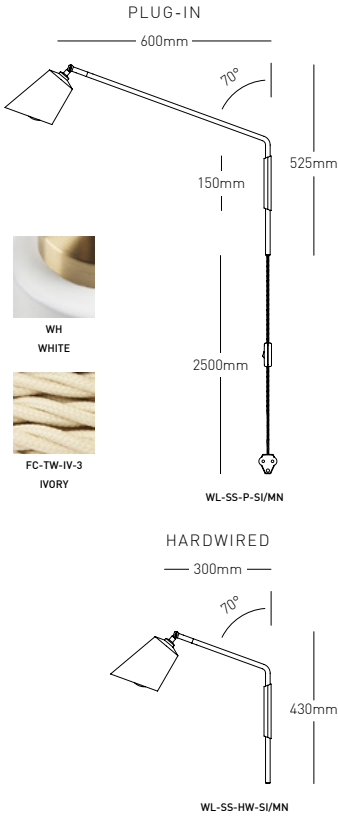 PLUG-IN
600mm
70°
525mm
150mm
WH
WHITE
2500mm
FC-TW-IV-3
IVORY
WL-SS-P-SI/MN
HARDWIRED
300mm
70°
430mm
WL-SS-HW-SI/MN